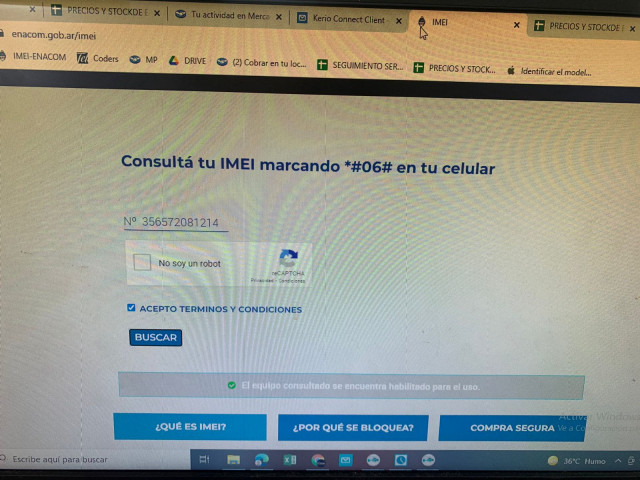 PRECIOS Y STOCKDE
Tu actividad en Merca
Kerio Connect Client -
IMEI
PRECIOS Y STOCKDE
enacom.gob.ar/imei
IMEI-ENACOM
Coders
MP
DRIVE
(2) Cobrar en tu loc...
SEGUIMIENTO SER...
PRECIOS Y STOCK...
Identificar el model...
Consultá tu IMEI marcando *#06# en tu celular
Nº 356572081214
No soy un robot
reCAPTCHA
Privacidad - Condiciones
ACEPTO TERMINOS Y CONDICIONES
BUSCAR
El equipo consultado se encuentra habilitado para el uso.
¿QUÉ ES IMEI?
¿POR QUÉ SE BLOQUEA?
COMPRA SEGURA
Activar Windows
Ve a
Escribe aquí para buscar
36°C Humo